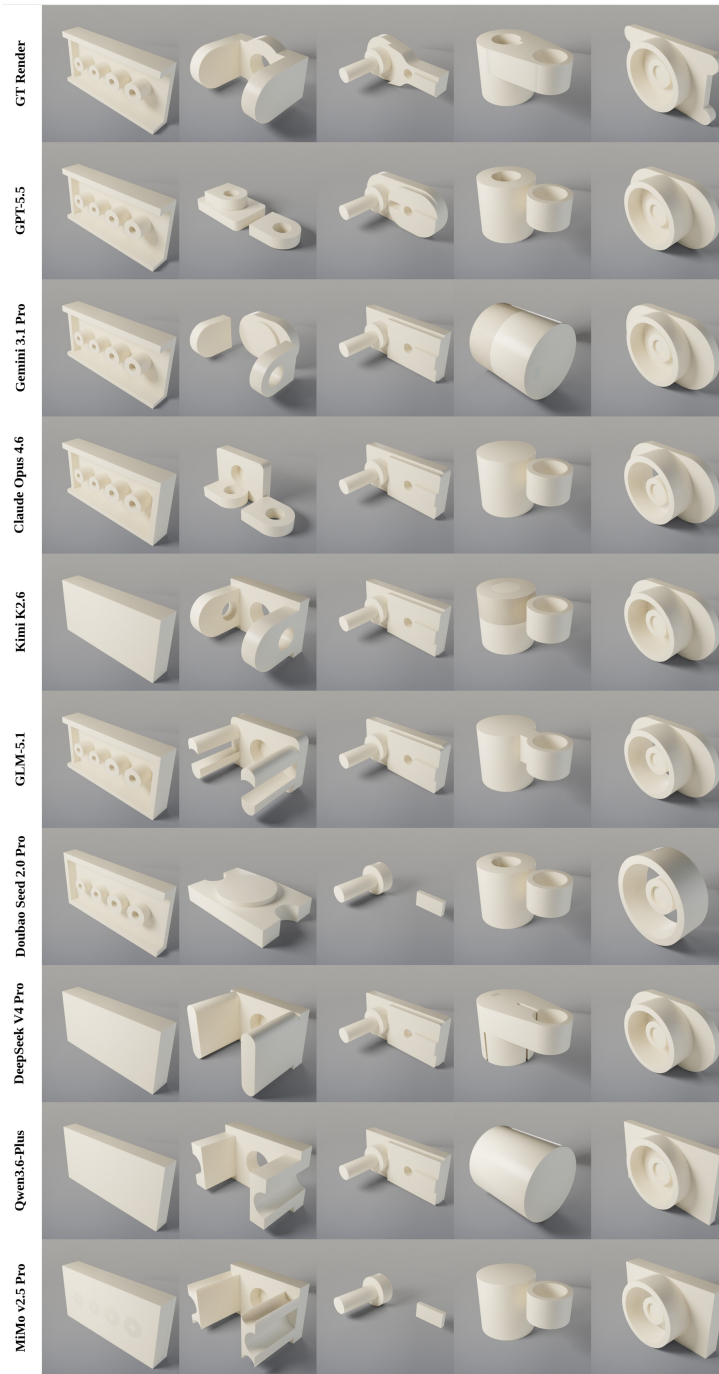 GT Render
GPT-5.5
Gemini 3.1 Pro
Claude Opus 4.6
Kimi K2.6
GLM-5.1
Doubao Seed 2.0 Pro
DeepSeek V4 Pro
Qwen3.6-Plus
MiMo v2.5 Pro